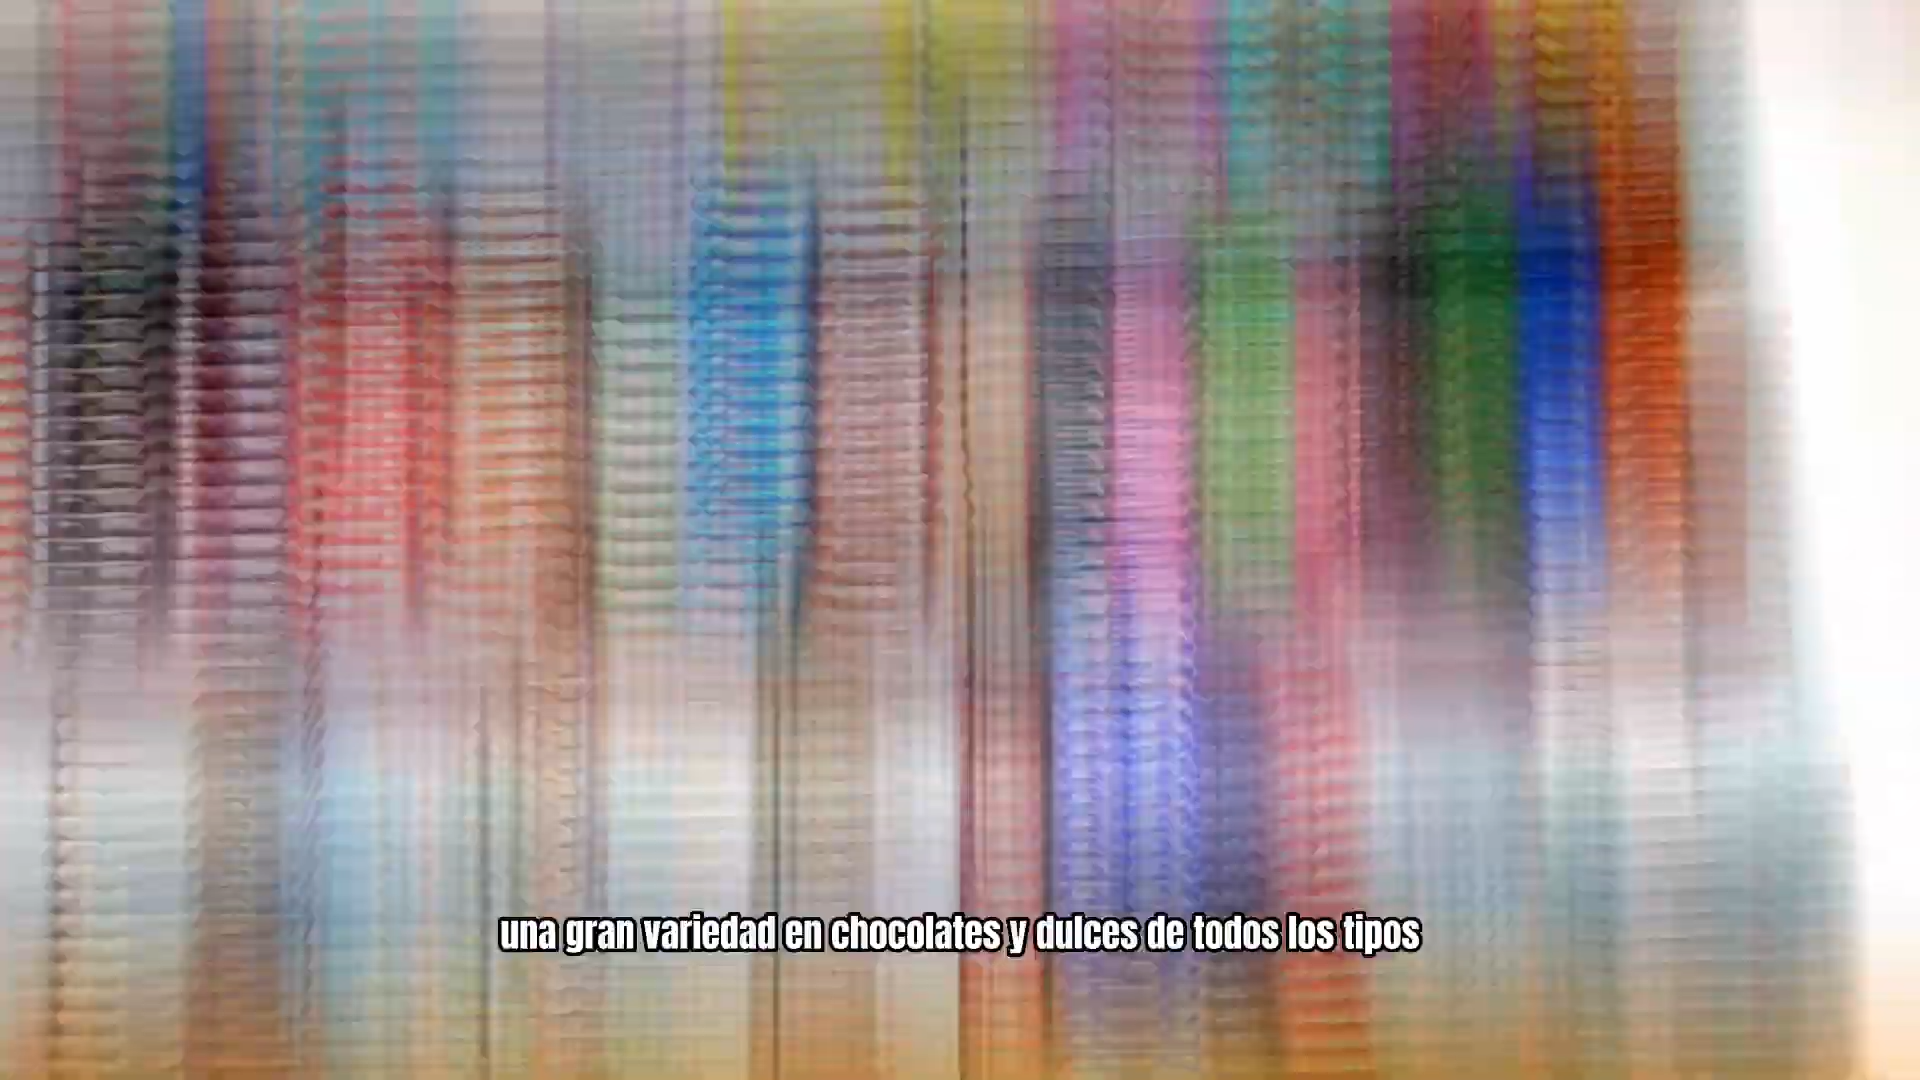 una gran variedad en chocolates y dulces de todos los tipos